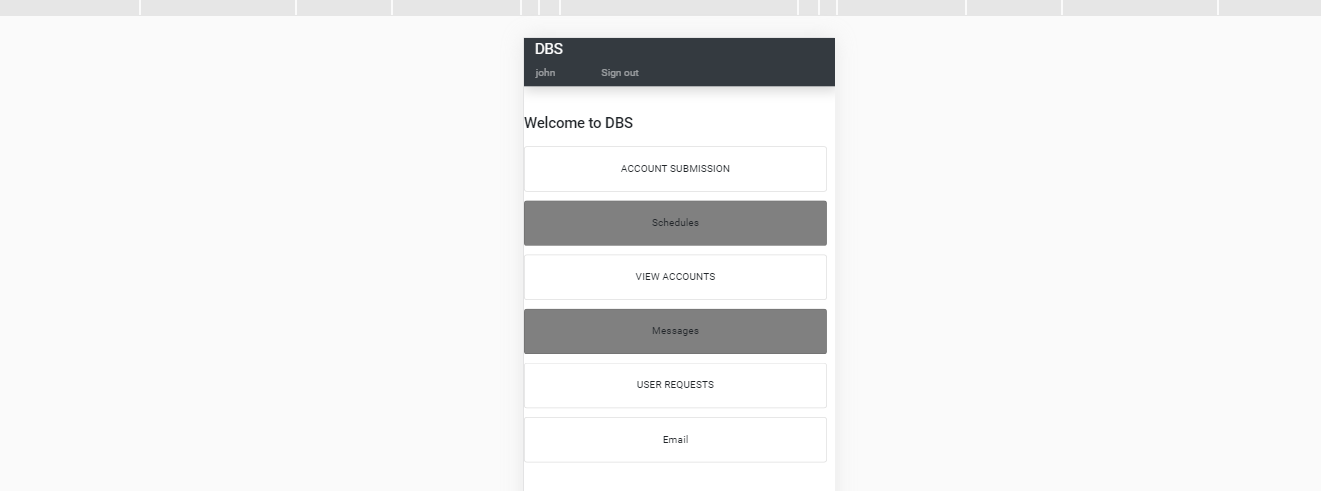 DBS
john Sign out
Welcome to DBS
ACCOUNT SUBMISSION
Schedules
VIEW ACCOUNTS
Messages
USER REQUESTS
Email